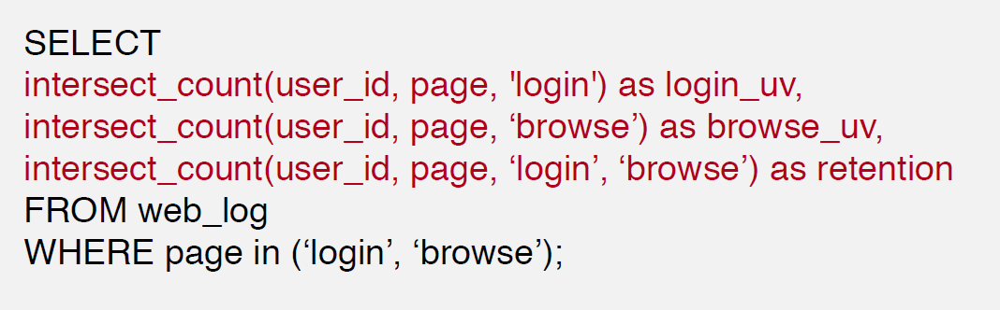 SELECT
intersect_count(user_id, page, 'login') as login_uv,
intersect_count(user_id, page, ‘browse’) as browse_uv,
intersect_count(user_id, page, ‘login’, ‘browse’) as retention
FROM web_log
WHERE page in (‘login’, ‘browse’);